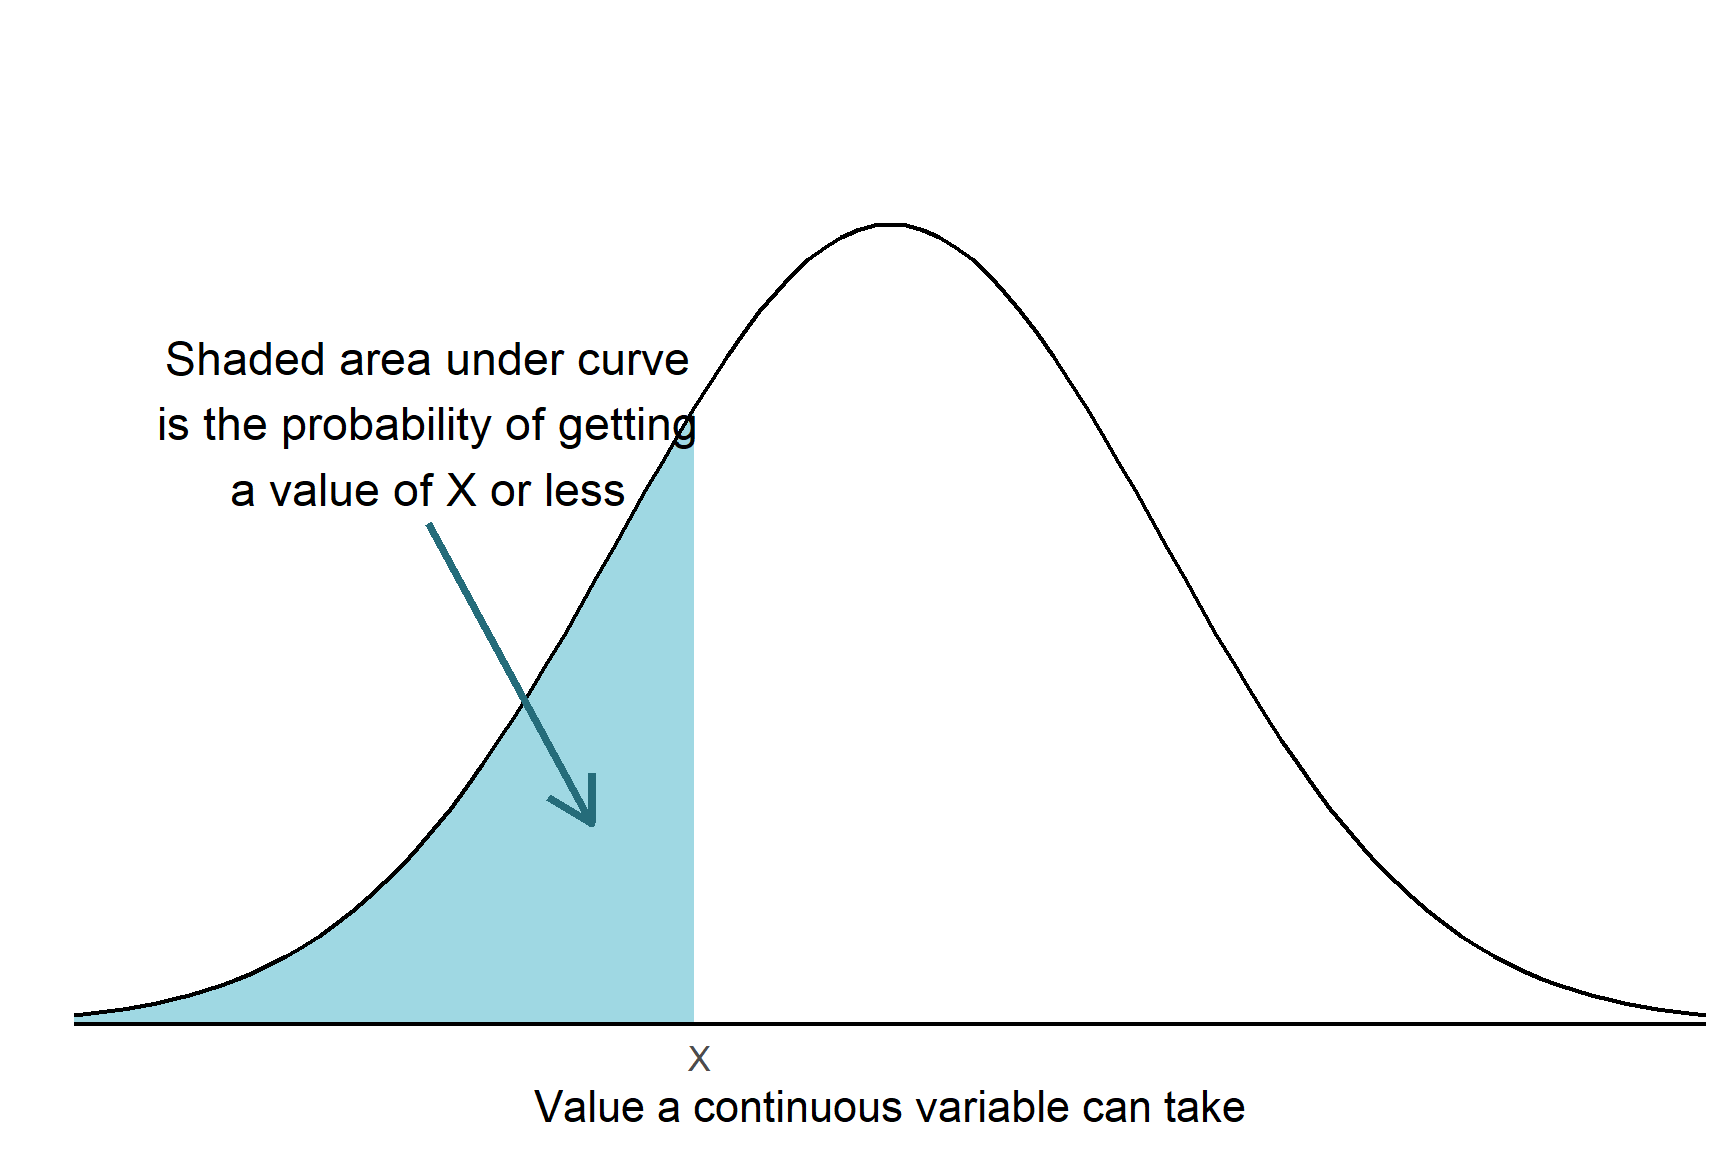 Shaded area under curve
is the probability of getting
a value of X or less
X
Value a continuous variable can take